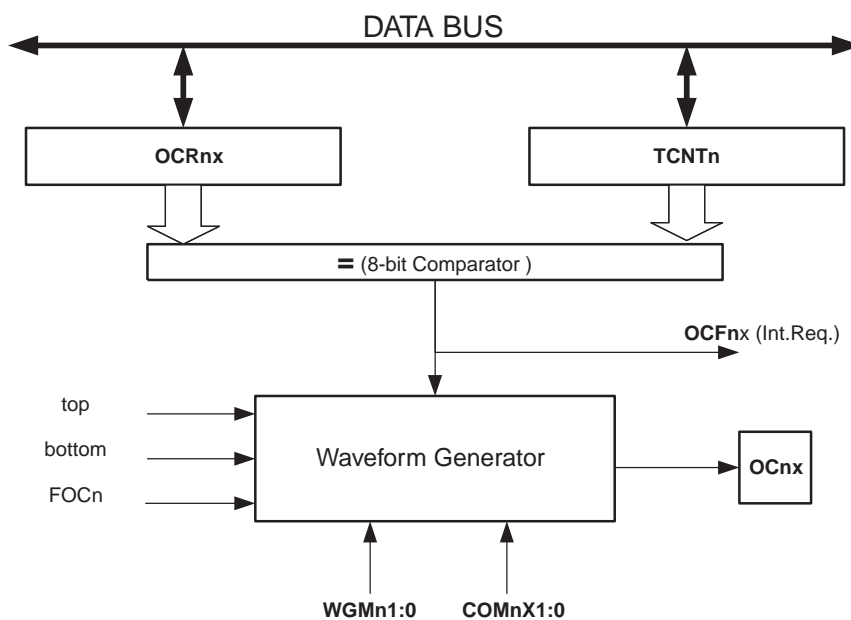 DATA BUS
OCRnx
TCNTn
= (8-bit Comparator )
OCFnx (Int.Req.)
top
bottom
FOCn
Waveform Generator
OCnx
WGMn1:0
COMnX1:0